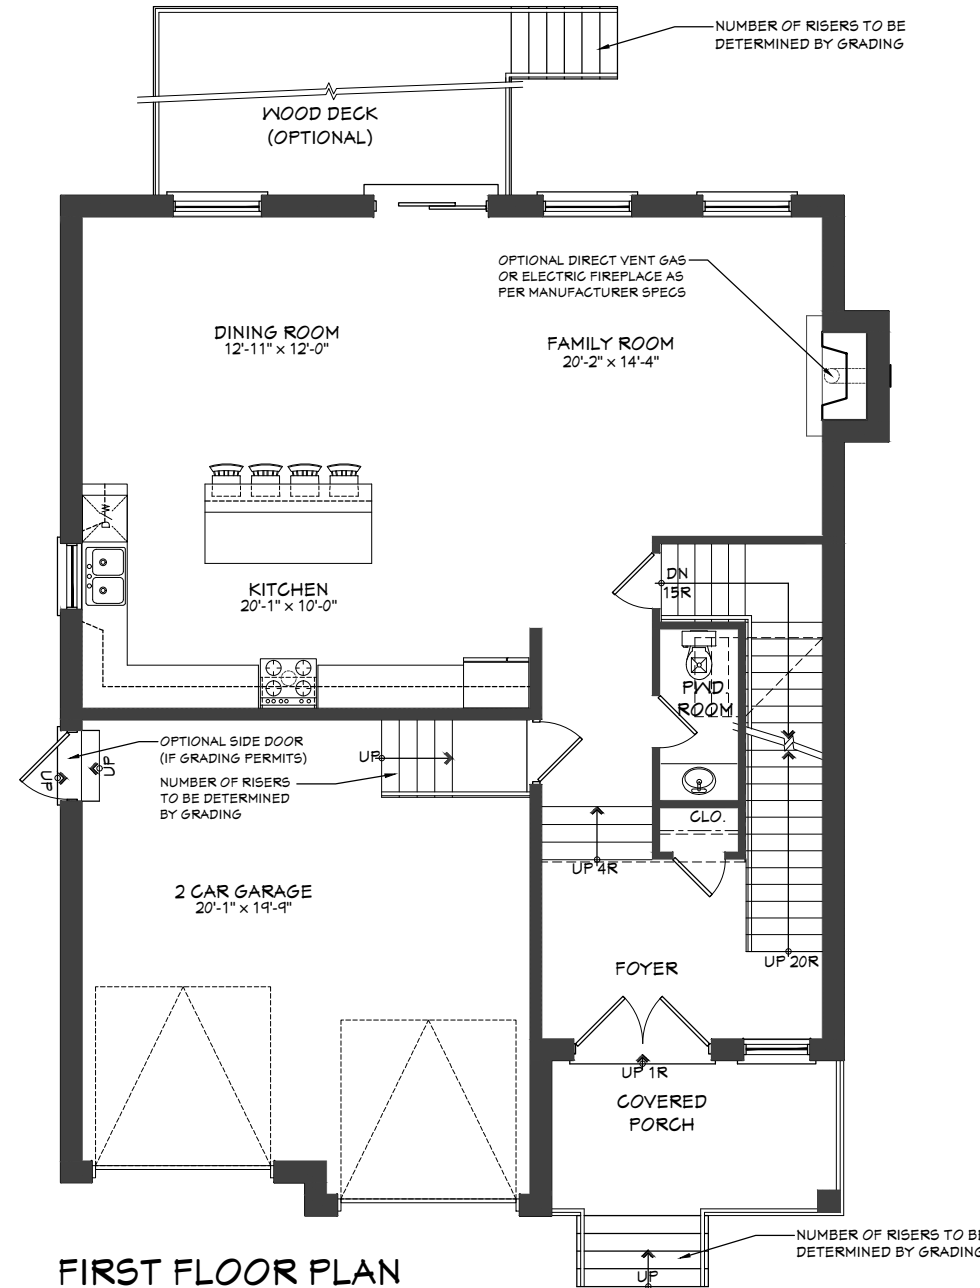 NUMBER OF RISERS TO BE
DETERMINED BY GRADING
WOOD DECK
(OPTIONAL)
OPTIONAL DIRECT VENT GAS
OR ELECTRIC FIREPLACE AS
PER MANUFACTURER SPECS
DINING ROOM
12'-11" x 12'-0"
FAMILY ROOM
20'-2" x 14'-4"
D/W
KITCHEN
20'-1" x 10'-0"
DN
15R
PWD.
ROOM
OPTIONAL SIDE DOOR
(IF GRADING PERMITS)
UP
UP
UP
NUMBER OF RISERS
TO BE DETERMINED
BY GRADING
CLO.
UP 4R
2 CAR GARAGE
20'-1" x 19'-9"
UP 20R
FOYER
UP 1R
COVERED
PORCH
NUMBER OF RISERS TO BE
DETERMINED BY GRADING
UP
FIRST FLOOR PLAN